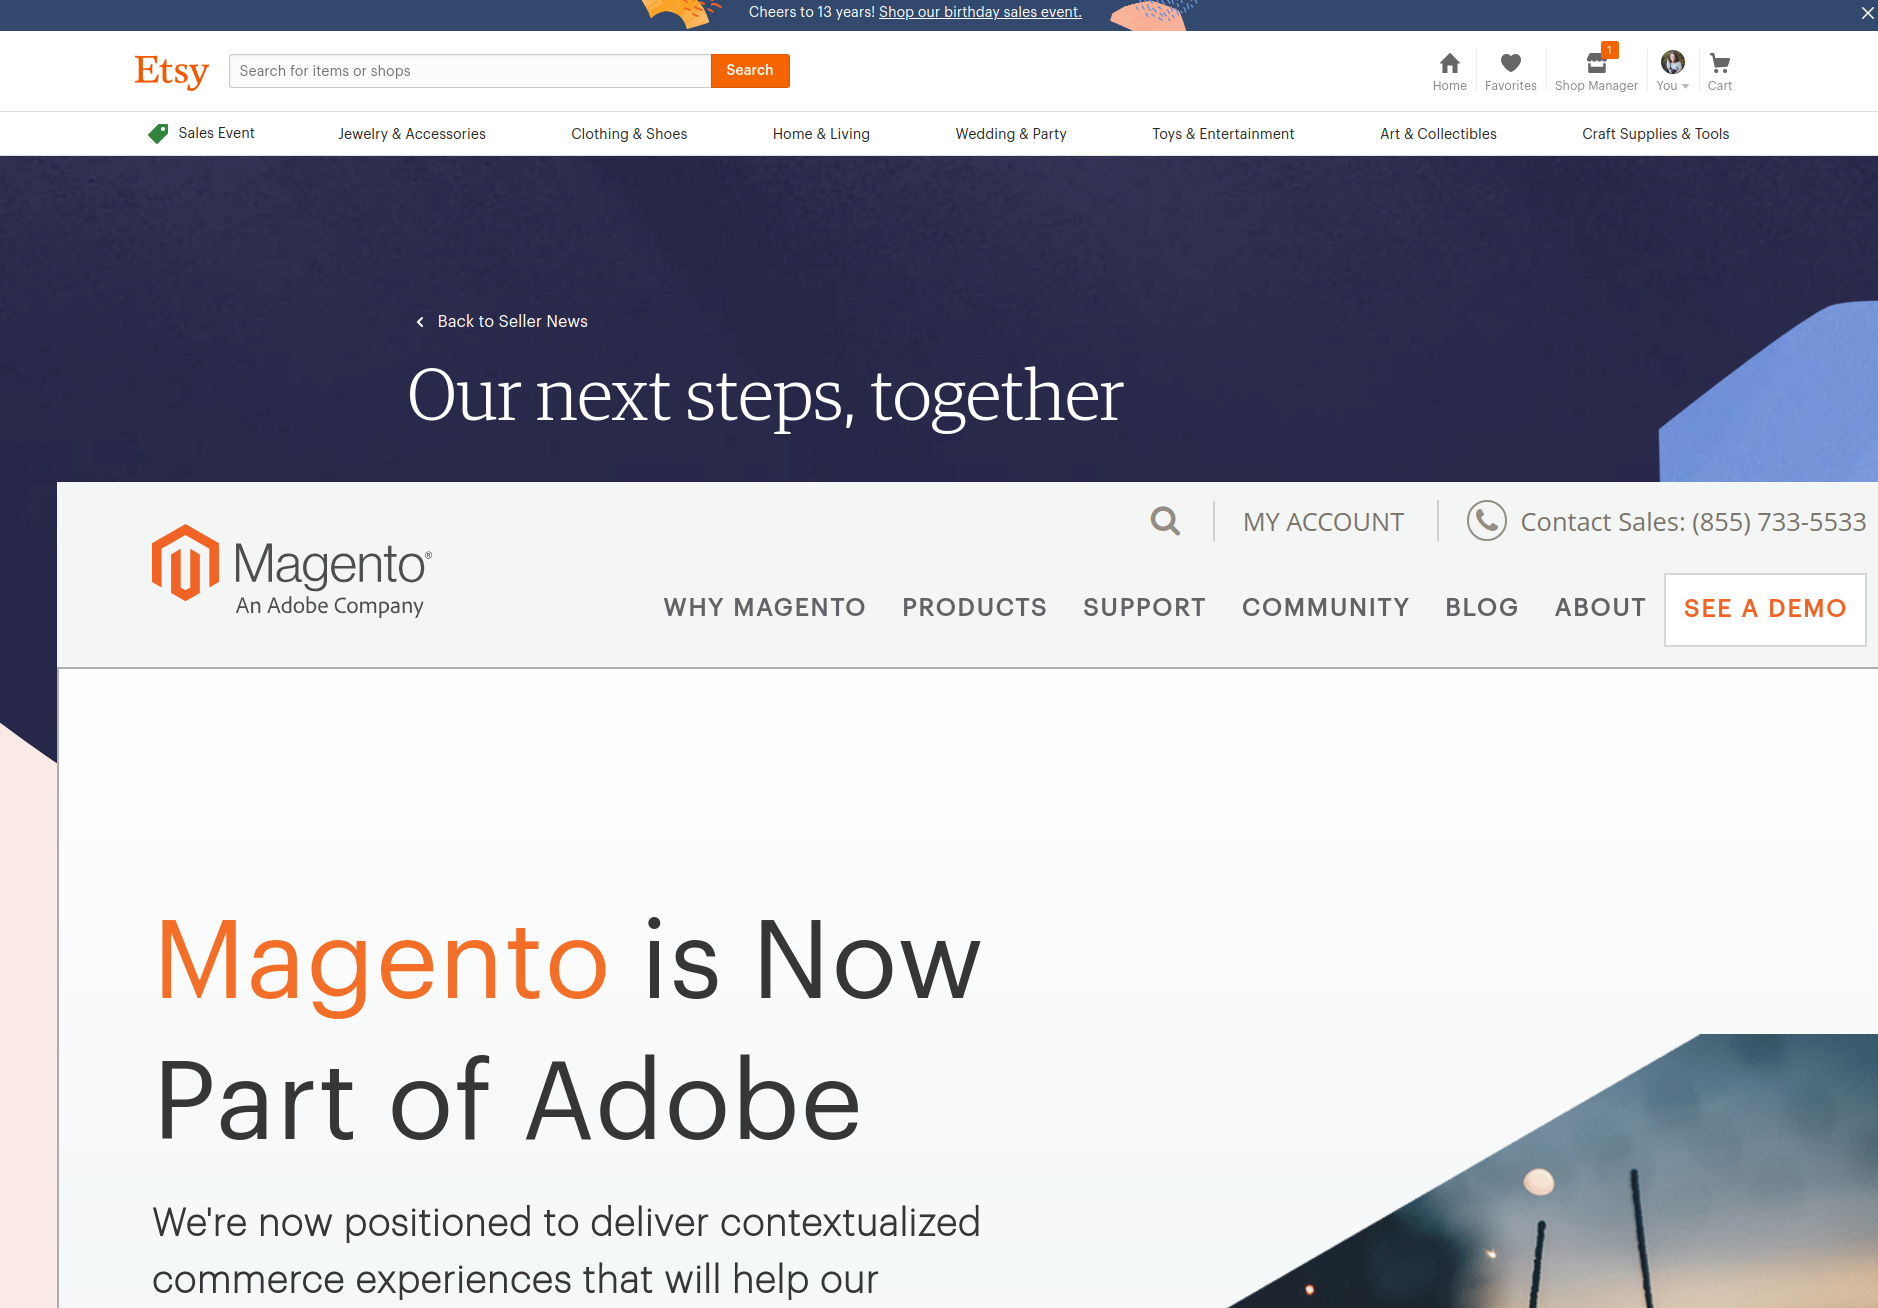 Cheers to 13 years! Shop our birthday sales event.
Etsy
Search for items or shops
Search
1
Home
Favorites
Shop Manager
You
Cart
Sales Event
Jewelry & Accessories
Clothing & Shoes
Home & Living
Wedding & Party
Toys & Entertainment
Art & Collectibles
Craft Supplies & Tools
Back to Seller News
Our next steps, together
MY ACCOUNT
Contact Sales: (855) 733-5533
Magento®
An Adobe Company
WHY MAGENTO
PRODUCTS
SUPPORT
COMMUNITY
BLOG
ABOUT
SEE A DEMO
Magento is Now
Part of Adobe
We're now positioned to deliver contextualized
commerce experiences that will help our